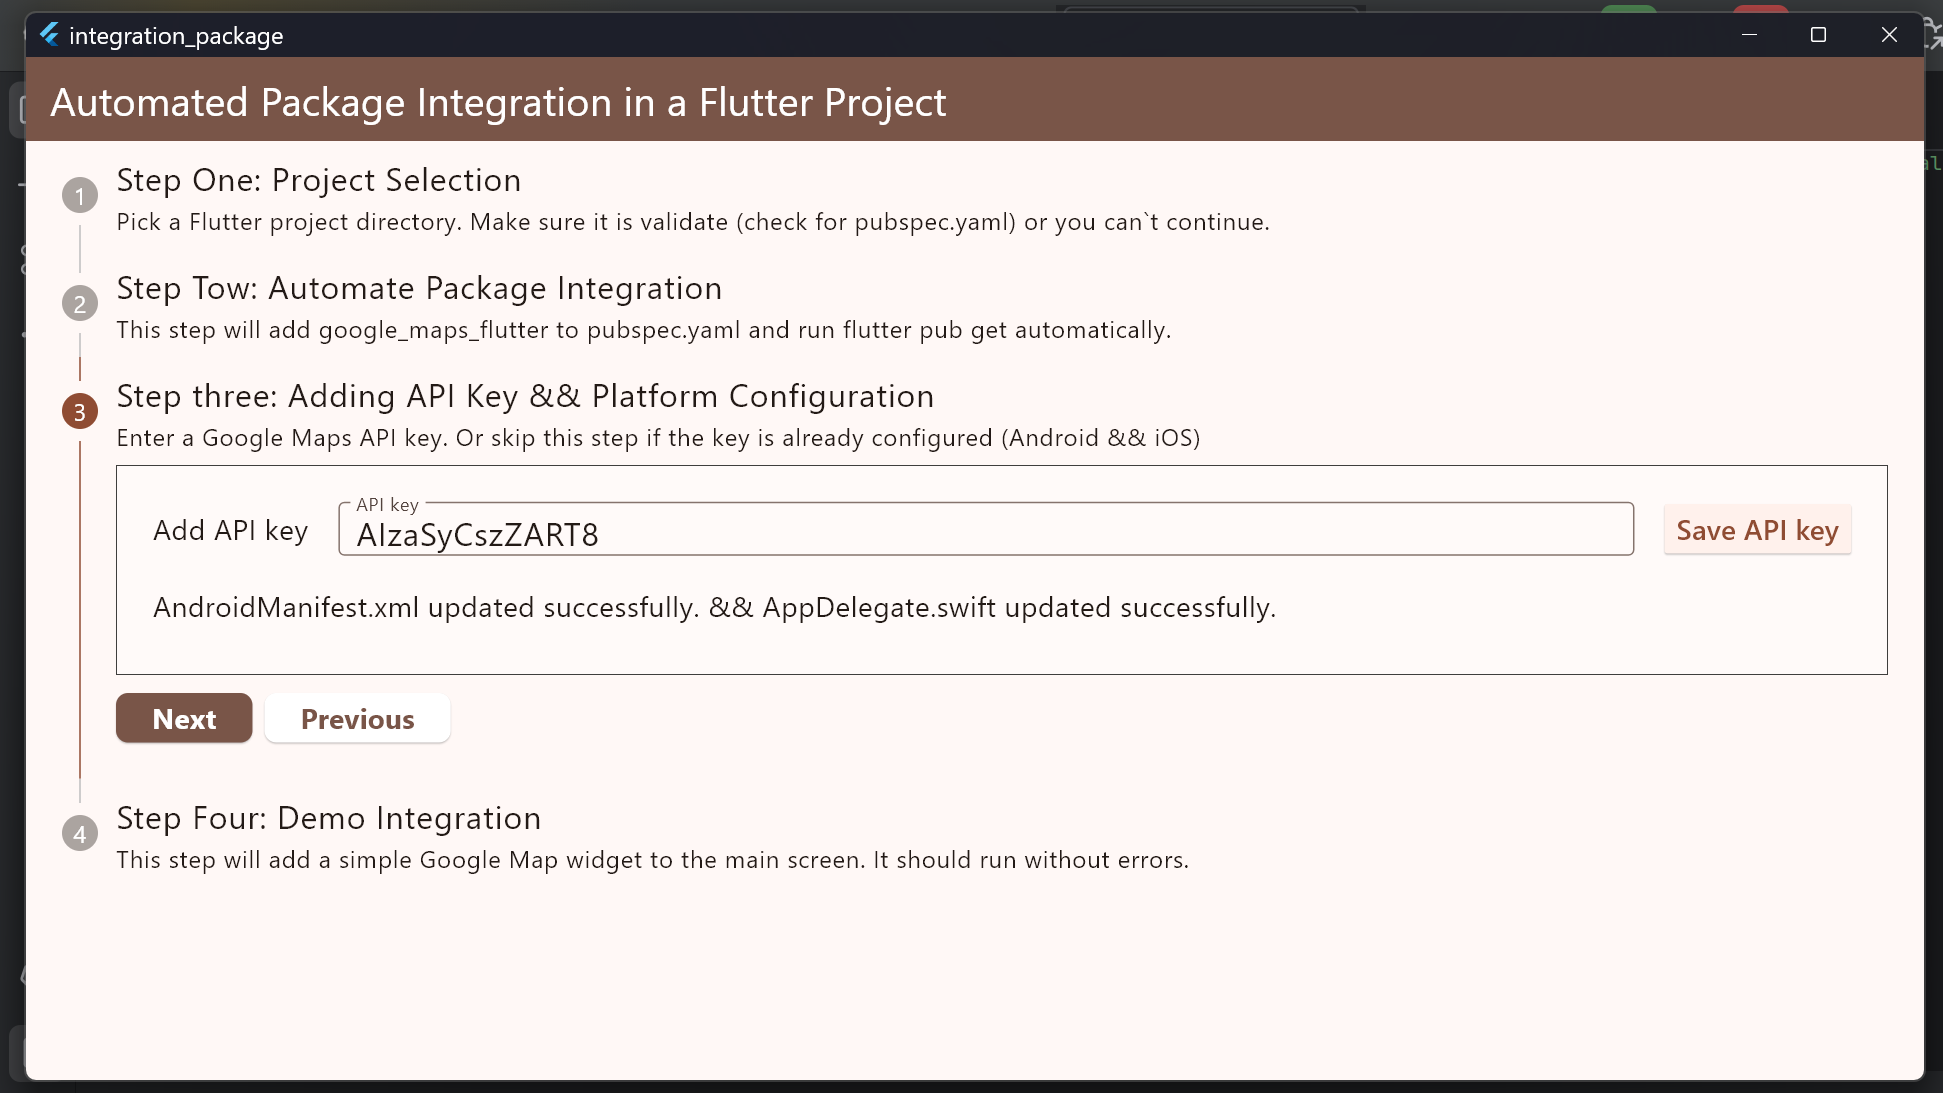 integration_package
Automated Package Integration in a Flutter Project
1
Step One: Project Selection
Pick a Flutter project directory. Make sure it is validate (check for pubspec.yaml) or you can`t continue.
2
Step Tow: Automate Package Integration
This step will add google_maps_flutter to pubspec.yaml and run flutter pub get automatically.
3
Step three: Adding API Key && Platform Configuration
Enter a Google Maps API key. Or skip this step if the key is already configured (Android && iOS)
API key
Add API key
AIzaSyCszZART8
Save API key
AndroidManifest.xml updated successfully. && AppDelegate.swift updated successfully.
Next
Previous
4
Step Four: Demo Integration
This step will add a simple Google Map widget to the main screen. It should run without errors.